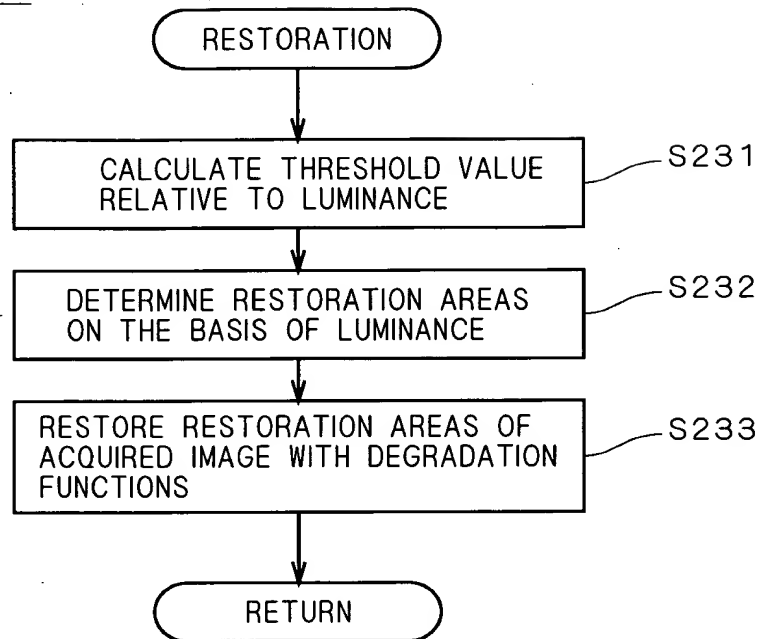 RESTORATION
CALCULATE THRESHOLD VALUE
RELATIVE TO LUMINANCE
S231
DETERMINE RESTORATION AREAS
ON THE BASIS OF LUMINANCE
S232
RESTORE RESTORATION AREAS OF
ACQUIRED IMAGE WITH DEGRADATION
FUNCTIONS
S233
RETURN